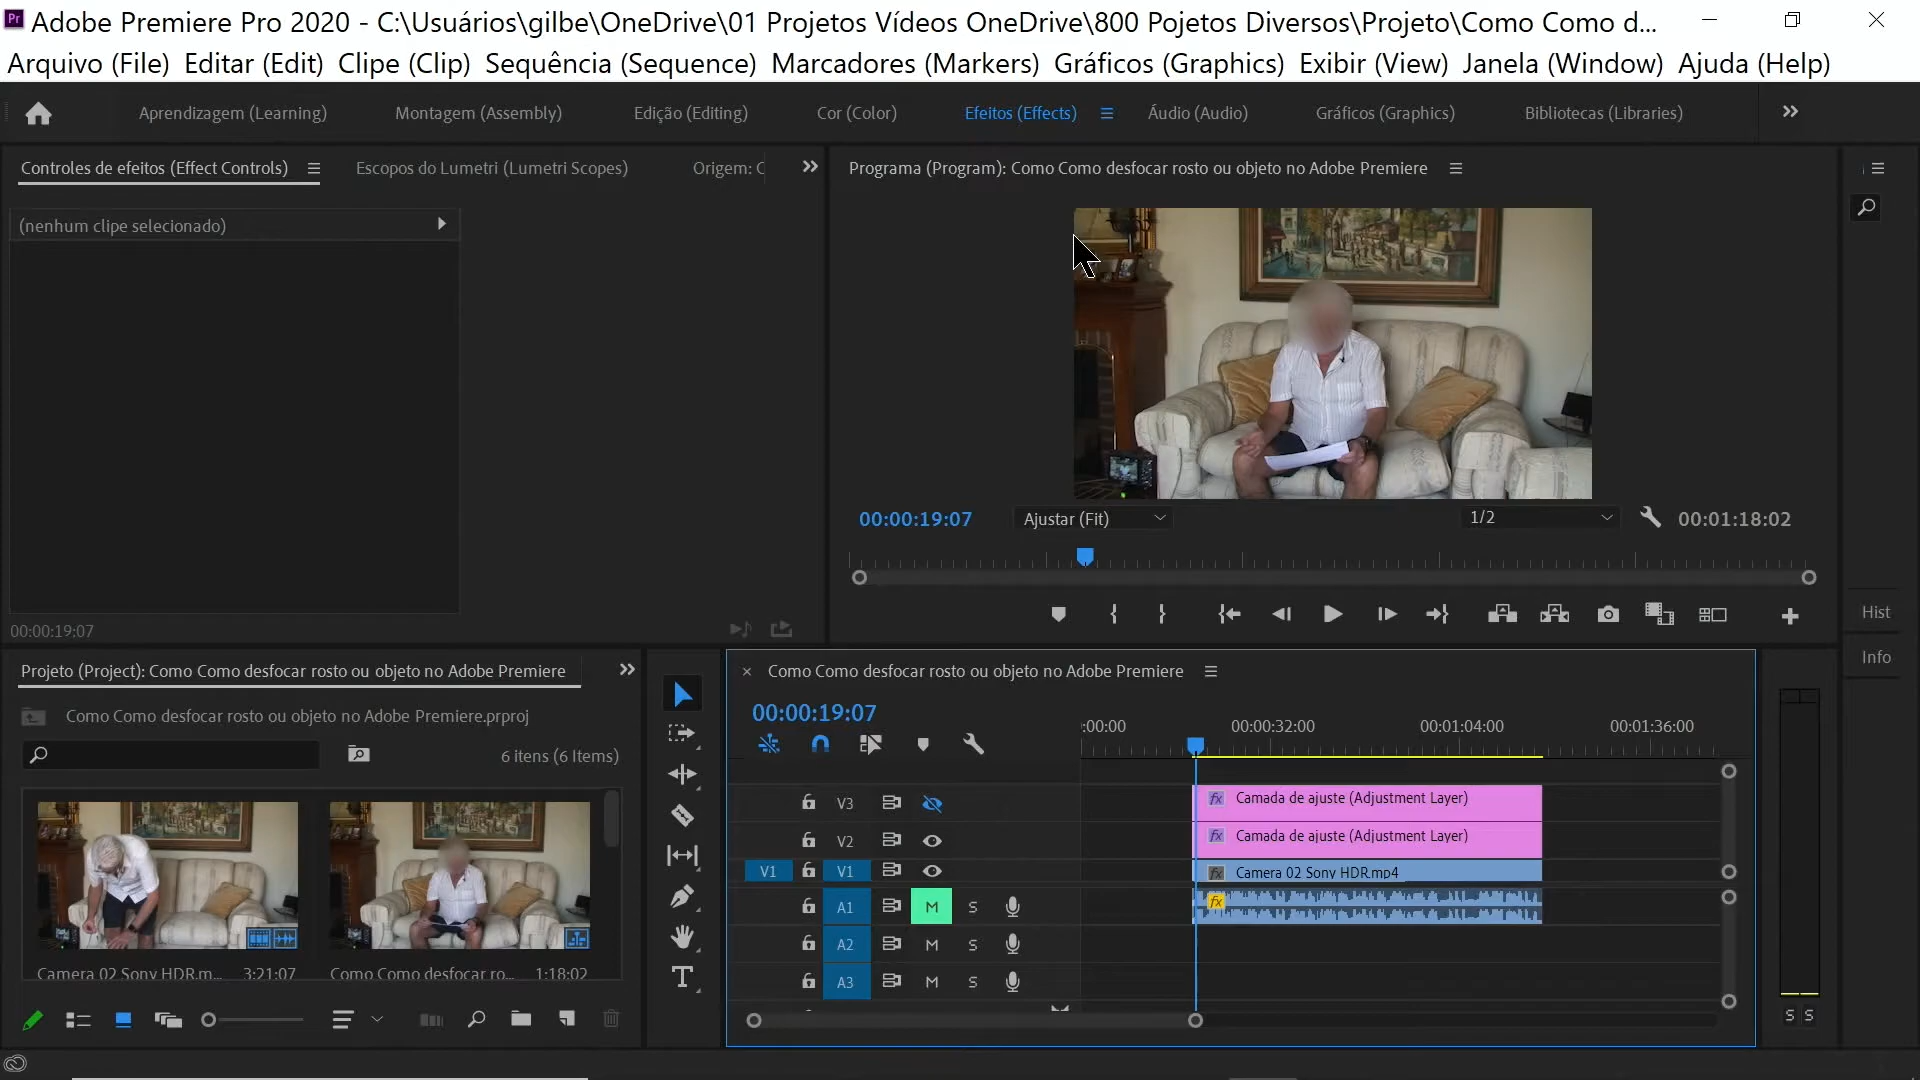 Pr Adobe Premiere Pro 2020 - C:\Usuários\gilbe\OneDrive\01 Projetos Vídeos OneDrive\800 Pojetos Diversos\Projeto\Como Como d...
Arquivo (File) Editar (Edit) Clipe (Clip) Sequência (Sequence) Marcadores (Markers) Gráficos (Graphics) Exibir (View) Janela (Window) Ajuda (Help)
Aprendizagem (Learning) Montagem (Assembly) Edição (Editing) Cor (Color) Efeitos (Effects) Áudio (Audio) Gráficos (Graphics) Bibliotecas (Libraries)
Controles de efeitos (Effect Controls) Escopos do Lumetri (Lumetri Scopes) Origem: C
(nenhum clipe selecionado)
00:00:19:07
Programa (Program): Como Como desfocar rosto ou objeto no Adobe Premiere
00:00:19:07 Ajustar (Fit) 1/2 00:01:18:02
Hist
Info
Projeto (Project): Como Como desfocar rosto ou objeto no Adobe Premiere
Como Como desfocar rosto ou objeto no Adobe Premiere.prproj
6 itens (6 Items)
Camera 02 Sony HDR.m... 3:21:07
Como Como desfocar ro... 1:18:02
Como Como desfocar rosto ou objeto no Adobe Premiere
00:00:19:07
:00:00 00:00:32:00 00:01:04:00 00:01:36:00
V3 fx Camada de ajuste (Adjustment Layer)
V2 fx Camada de ajuste (Adjustment Layer)
V1 V1 fx Camera 02 Sony HDR.mp4
A1 M S fx
A2 M S
A3 M S
S S